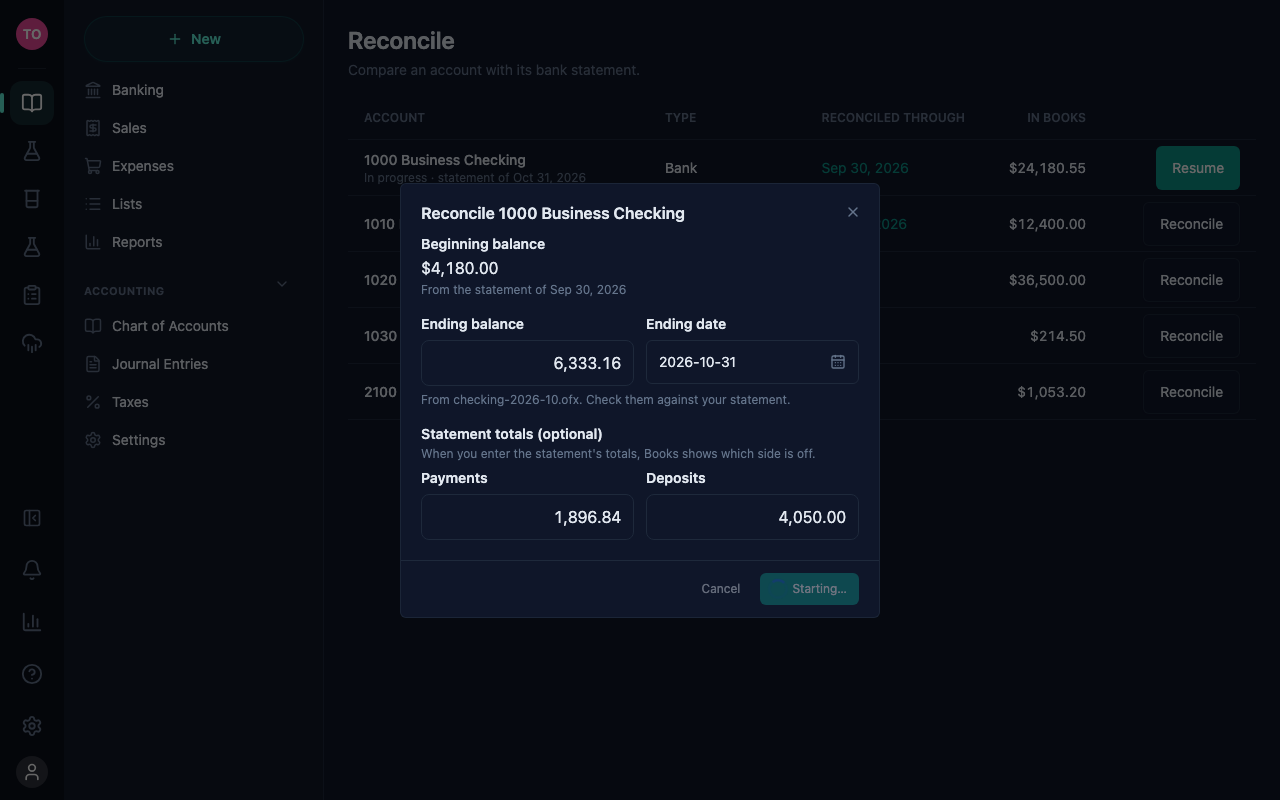 TO
New
Banking
Sales
Expenses
Lists
Reports
ACCOUNTING
Chart of Accounts
Journal Entries
Taxes
Settings
Reconcile
Compare an account with its bank statement.
ACCOUNT TYPE RECONCILED THROUGH IN BOOKS
1000 Business Checking Bank Sep 30, 2026 $24,180.55 Resume
In progress · statement of Oct 31, 2026
1010 026 $12,400.00 Reconcile
1020 $36,500.00 Reconcile
1030 $214.50 Reconcile
2100 $1,053.20 Reconcile
Reconcile 1000 Business Checking
Beginning balance
$4,180.00
From the statement of Sep 30, 2026
Ending balance Ending date
6,333.16 2026-10-31
From checking-2026-10.ofx. Check them against your statement.
Statement totals (optional)
When you enter the statement's totals, Books shows which side is off.
Payments Deposits
1,896.84 4,050.00
Cancel Starting…